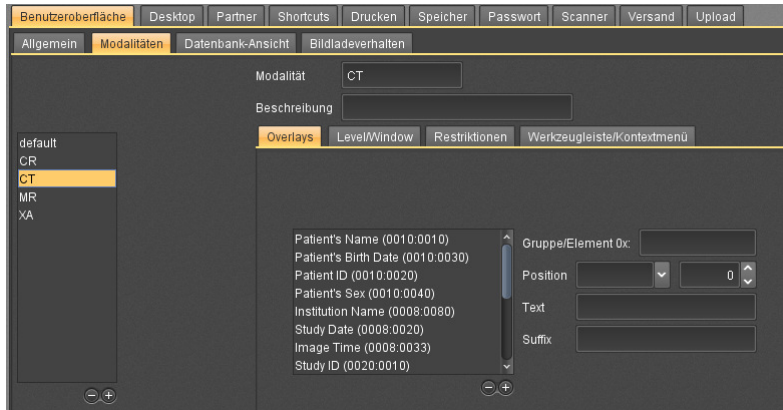 Benutzeroberfläche Desktop Partner Shortcuts Drucken Speicher Passwort Scanner Versand Upload
Allgemein Modalitäten Datenbank-Ansicht Bildladeverhalten
Modalität CT
Beschreibung
Overlays Level/Window Restriktionen Werkzeugleiste/Kontextmenü
default
CR
CT
MR
XA
Patient's Name (0010:0010)
Patient's Birth Date (0010:0030)
Patient ID (0010:0020)
Patient's Sex (0010:0040)
Institution Name (0008:0080)
Study Date (0008:0020)
Image Time (0008:0033)
Study ID (0020:0010)
Gruppe/Element 0x:
Position 0
Text
Suffix